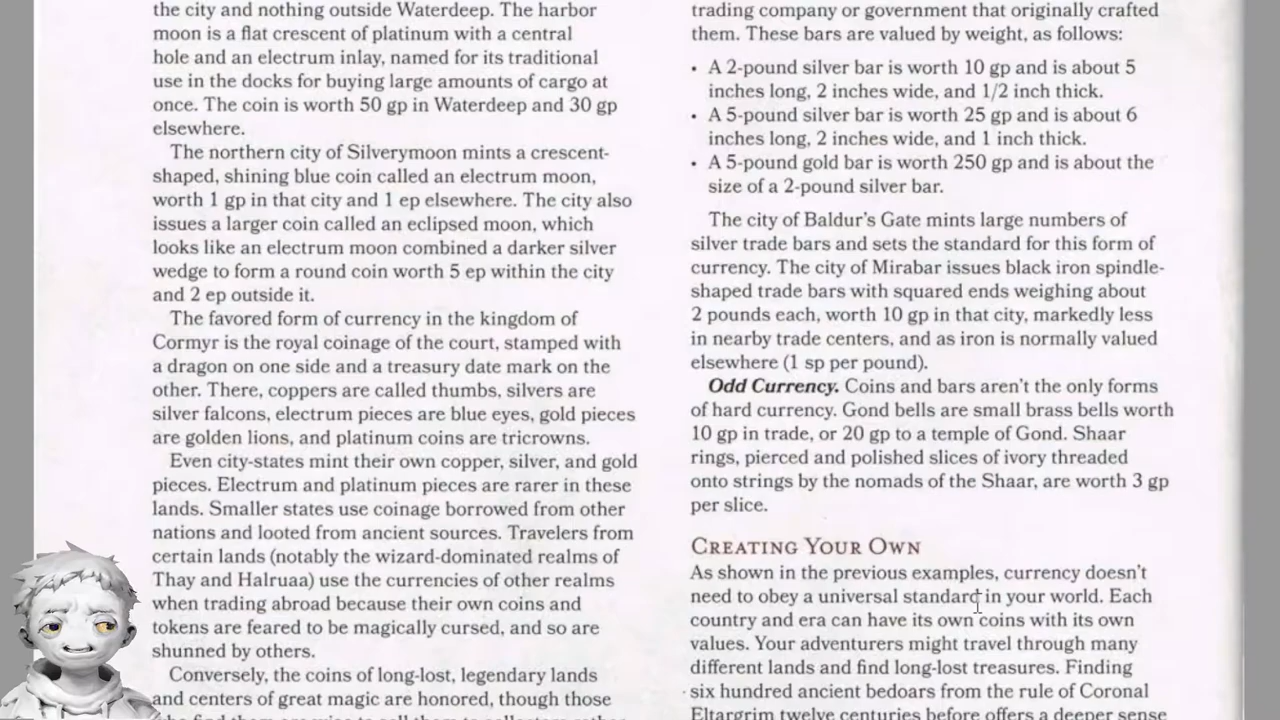 the city and nothing outside Waterdeep. The harbor
moon is a flat crescent of platinum with a central
hole and an electrum inlay, named for its traditional
use in the docks for buying large amounts of cargo at
once. The coin is worth 50 gp in Waterdeep and 30 gp
elsewhere.
The northern city of Silverymoon mints a crescent-
shaped, shining blue coin called an electrum moon,
worth 1 gp in that city and 1 ep elsewhere. The city also
issues a larger coin called an eclipsed moon, which
looks like an electrum moon combined a darker silver
wedge to form a round coin worth 5 ep within the city
and 2 ep outside it.
The favored form of currency in the kingdom of
Cormyr is the royal coinage of the court, stamped with
a dragon on one side and a treasury date mark on the
other. There, coppers are called thumbs, silvers are
silver falcons, electrum pieces are blue eyes, gold pieces
are golden lions, and platinum coins are tricrowns.
Even city-states mint their own copper, silver, and gold
pieces. Electrum and platinum pieces are rarer in these
lands. Smaller states use coinage borrowed from other
nations and looted from ancient sources. Travelers from
certain lands (notably the wizard-dominated realms of
Thay and Halruaa) use the currencies of other realms
when trading abroad because their own coins and
tokens are feared to be magically cursed, and so are
shunned by others.
Conversely, the coins of long-lost, legendary lands
and centers of great magic are honored, though those
trading company or government that originally crafted
them. These bars are valued by weight, as follows:
• A 2-pound silver bar is worth 10 gp and is about 5
inches long, 2 inches wide, and 1/2 inch thick.
• A 5-pound silver bar is worth 25 gp and is about 6
inches long, 2 inches wide, and 1 inch thick.
• A 5-pound gold bar is worth 250 gp and is about the
size of a 2-pound silver bar.
The city of Baldur's Gate mints large numbers of
silver trade bars and sets the standard for this form of
currency. The city of Mirabar issues black iron spindle-
shaped trade bars with squared ends weighing about
2 pounds each, worth 10 gp in that city, markedly less
in nearby trade centers, and as iron is normally valued
elsewhere (1 sp per pound).
Odd Currency. Coins and bars aren't the only forms
of hard currency. Gond bells are small brass bells worth
10 gp in trade, or 20 gp to a temple of Gond. Shaar
rings, pierced and polished slices of ivory threaded
onto strings by the nomads of the Shaar, are worth 3 gp
per slice.
CREATING YOUR OWN
As shown in the previous examples, currency doesn't
need to obey a universal standard in your world. Each
country and era can have its own coins with its own
values. Your adventurers might travel through many
different lands and find long-lost treasures. Finding
six hundred ancient bedoars from the rule of Coronal
Eltargrim twelve centuries before offers a deeper sense